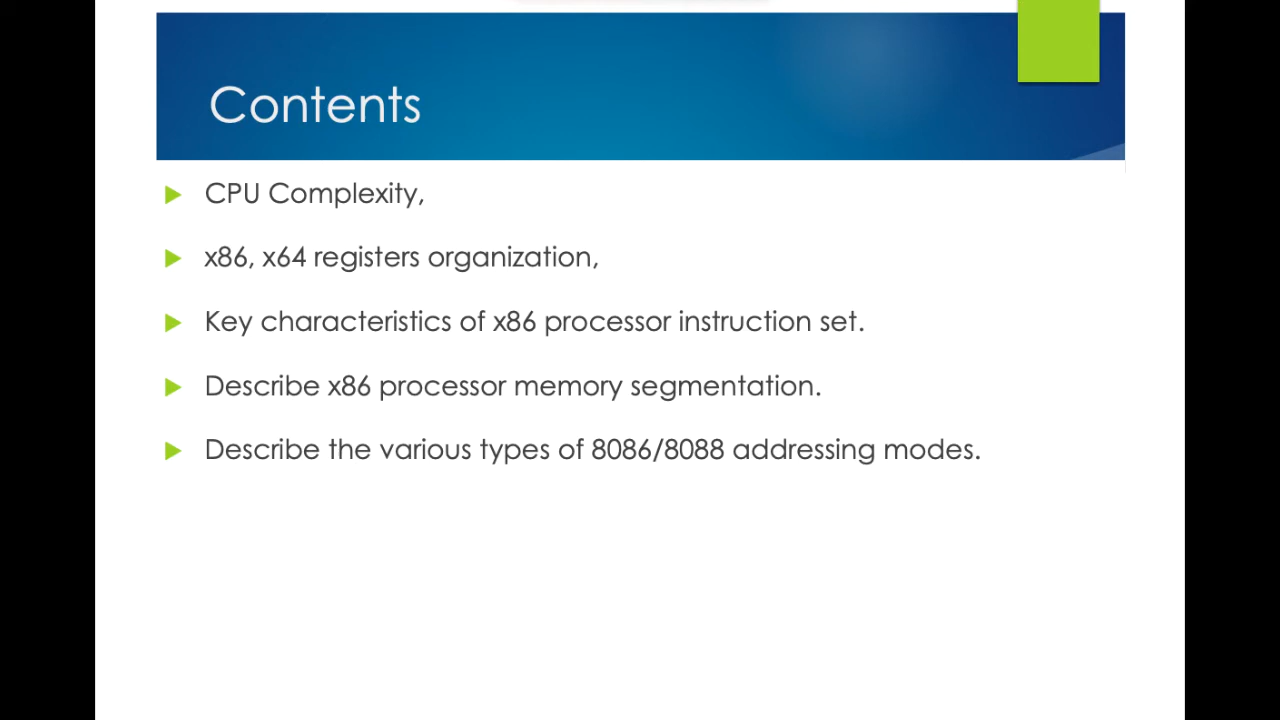 Contents
CPU Complexity,
x86, x64 registers organization,
Key characteristics of x86 processor instruction set.
Describe x86 processor memory segmentation.
Describe the various types of 8086/8088 addressing modes.